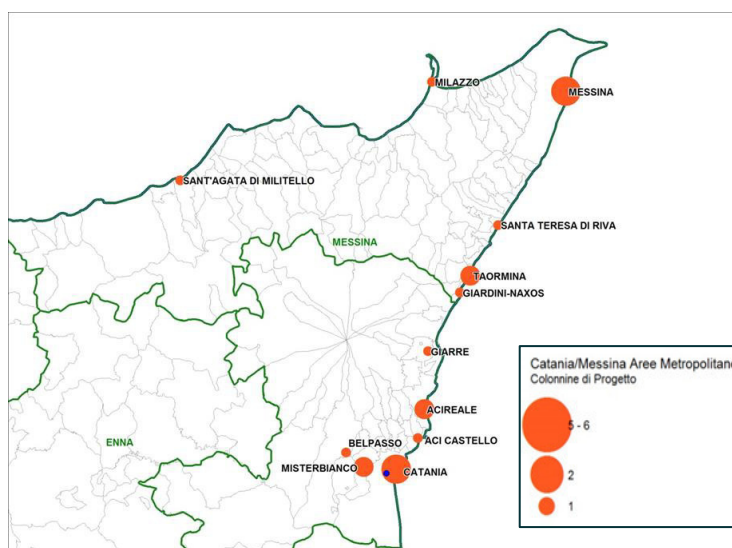 MILAZZO
MESSINA
SANT'AGATA DI MILITELLO
SANTA TERESA DI RIVA
MESSINA
TAORMINA
GIARDINI-NAXOS
GIARRE
Catania/Messina Aree Metropolitane
Colonnine di Progetto
5 - 6
2
1
ACIREALE
ENNA
BELPASSO
ACI CASTELLO
MISTERBIANCO
CATANIA